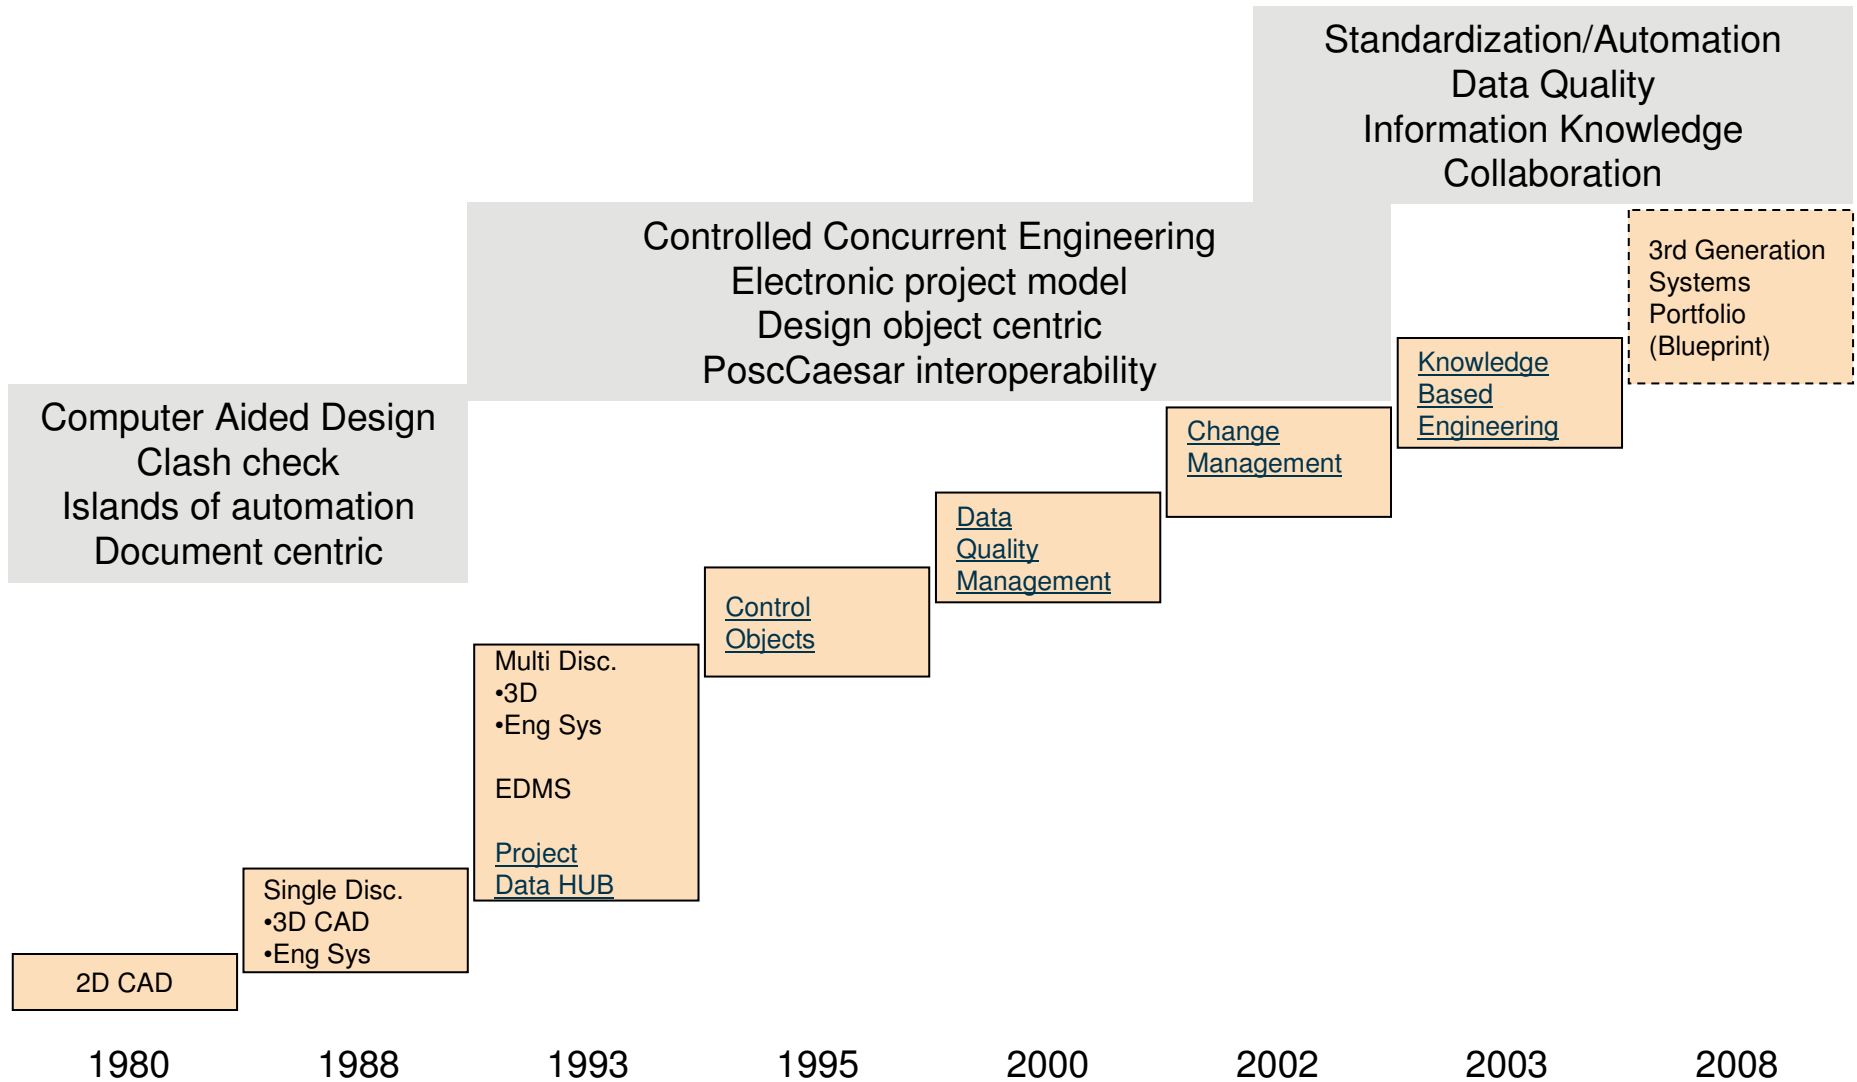 Standardization/Automation
Data Quality
Information Knowledge
Collaboration
Controlled Concurrent Engineering
Electronic project model
Design object centric
PoscCaesar interoperability
Computer Aided Design
Clash check
Islands of automation
Document centric
3rd Generation
Systems
Portfolio
(Blueprint)
Knowledge
Based
Engineering
Change
Management
Data
Quality
Management
Control
Objects
Multi Disc.
•3D
•Eng Sys
EDMS
Project
Data HUB
Single Disc.
•3D CAD
•Eng Sys
2D CAD
1980 1988 1993 1995 2000 2002 2003 2008